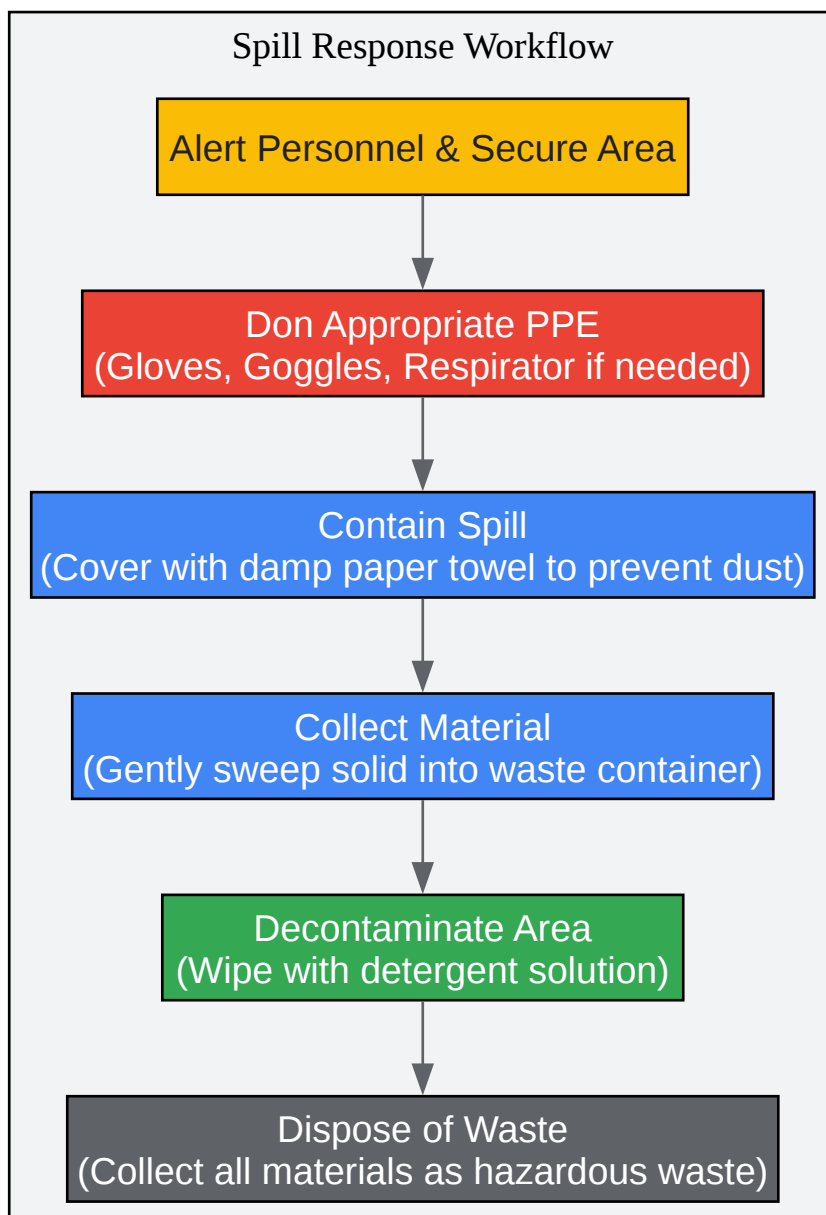 Spill Response Workflow
Alert Personnel & Secure Area
Don Appropriate PPE
(Gloves, Goggles, Respirator if needed)
Contain Spill
(Cover with damp paper towel to prevent dust)
Collect Material
(Gently sweep solid into waste container)
Decontaminate Area
(Wipe with detergent solution)
Dispose of Waste
(Collect all materials as hazardous waste)